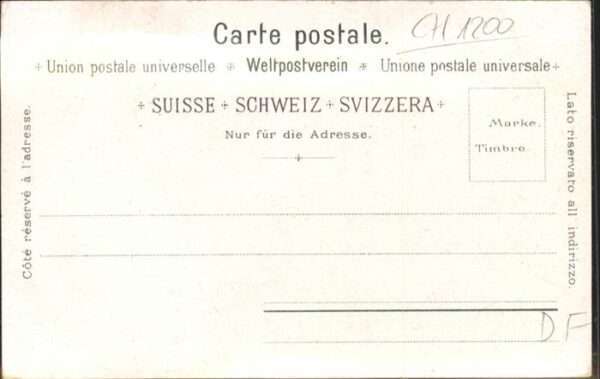 Carte postale.
CH 1200
+ Union postale universelle * Weltpostverein * Unione postale universale +
+ SUISSE + SCHWEIZ + SVIZZERA +
Nur für die Adresse.
Marke.
Timbro.
Côté réservé à l'adresse.
Lato riservato all indirizzo.
DF